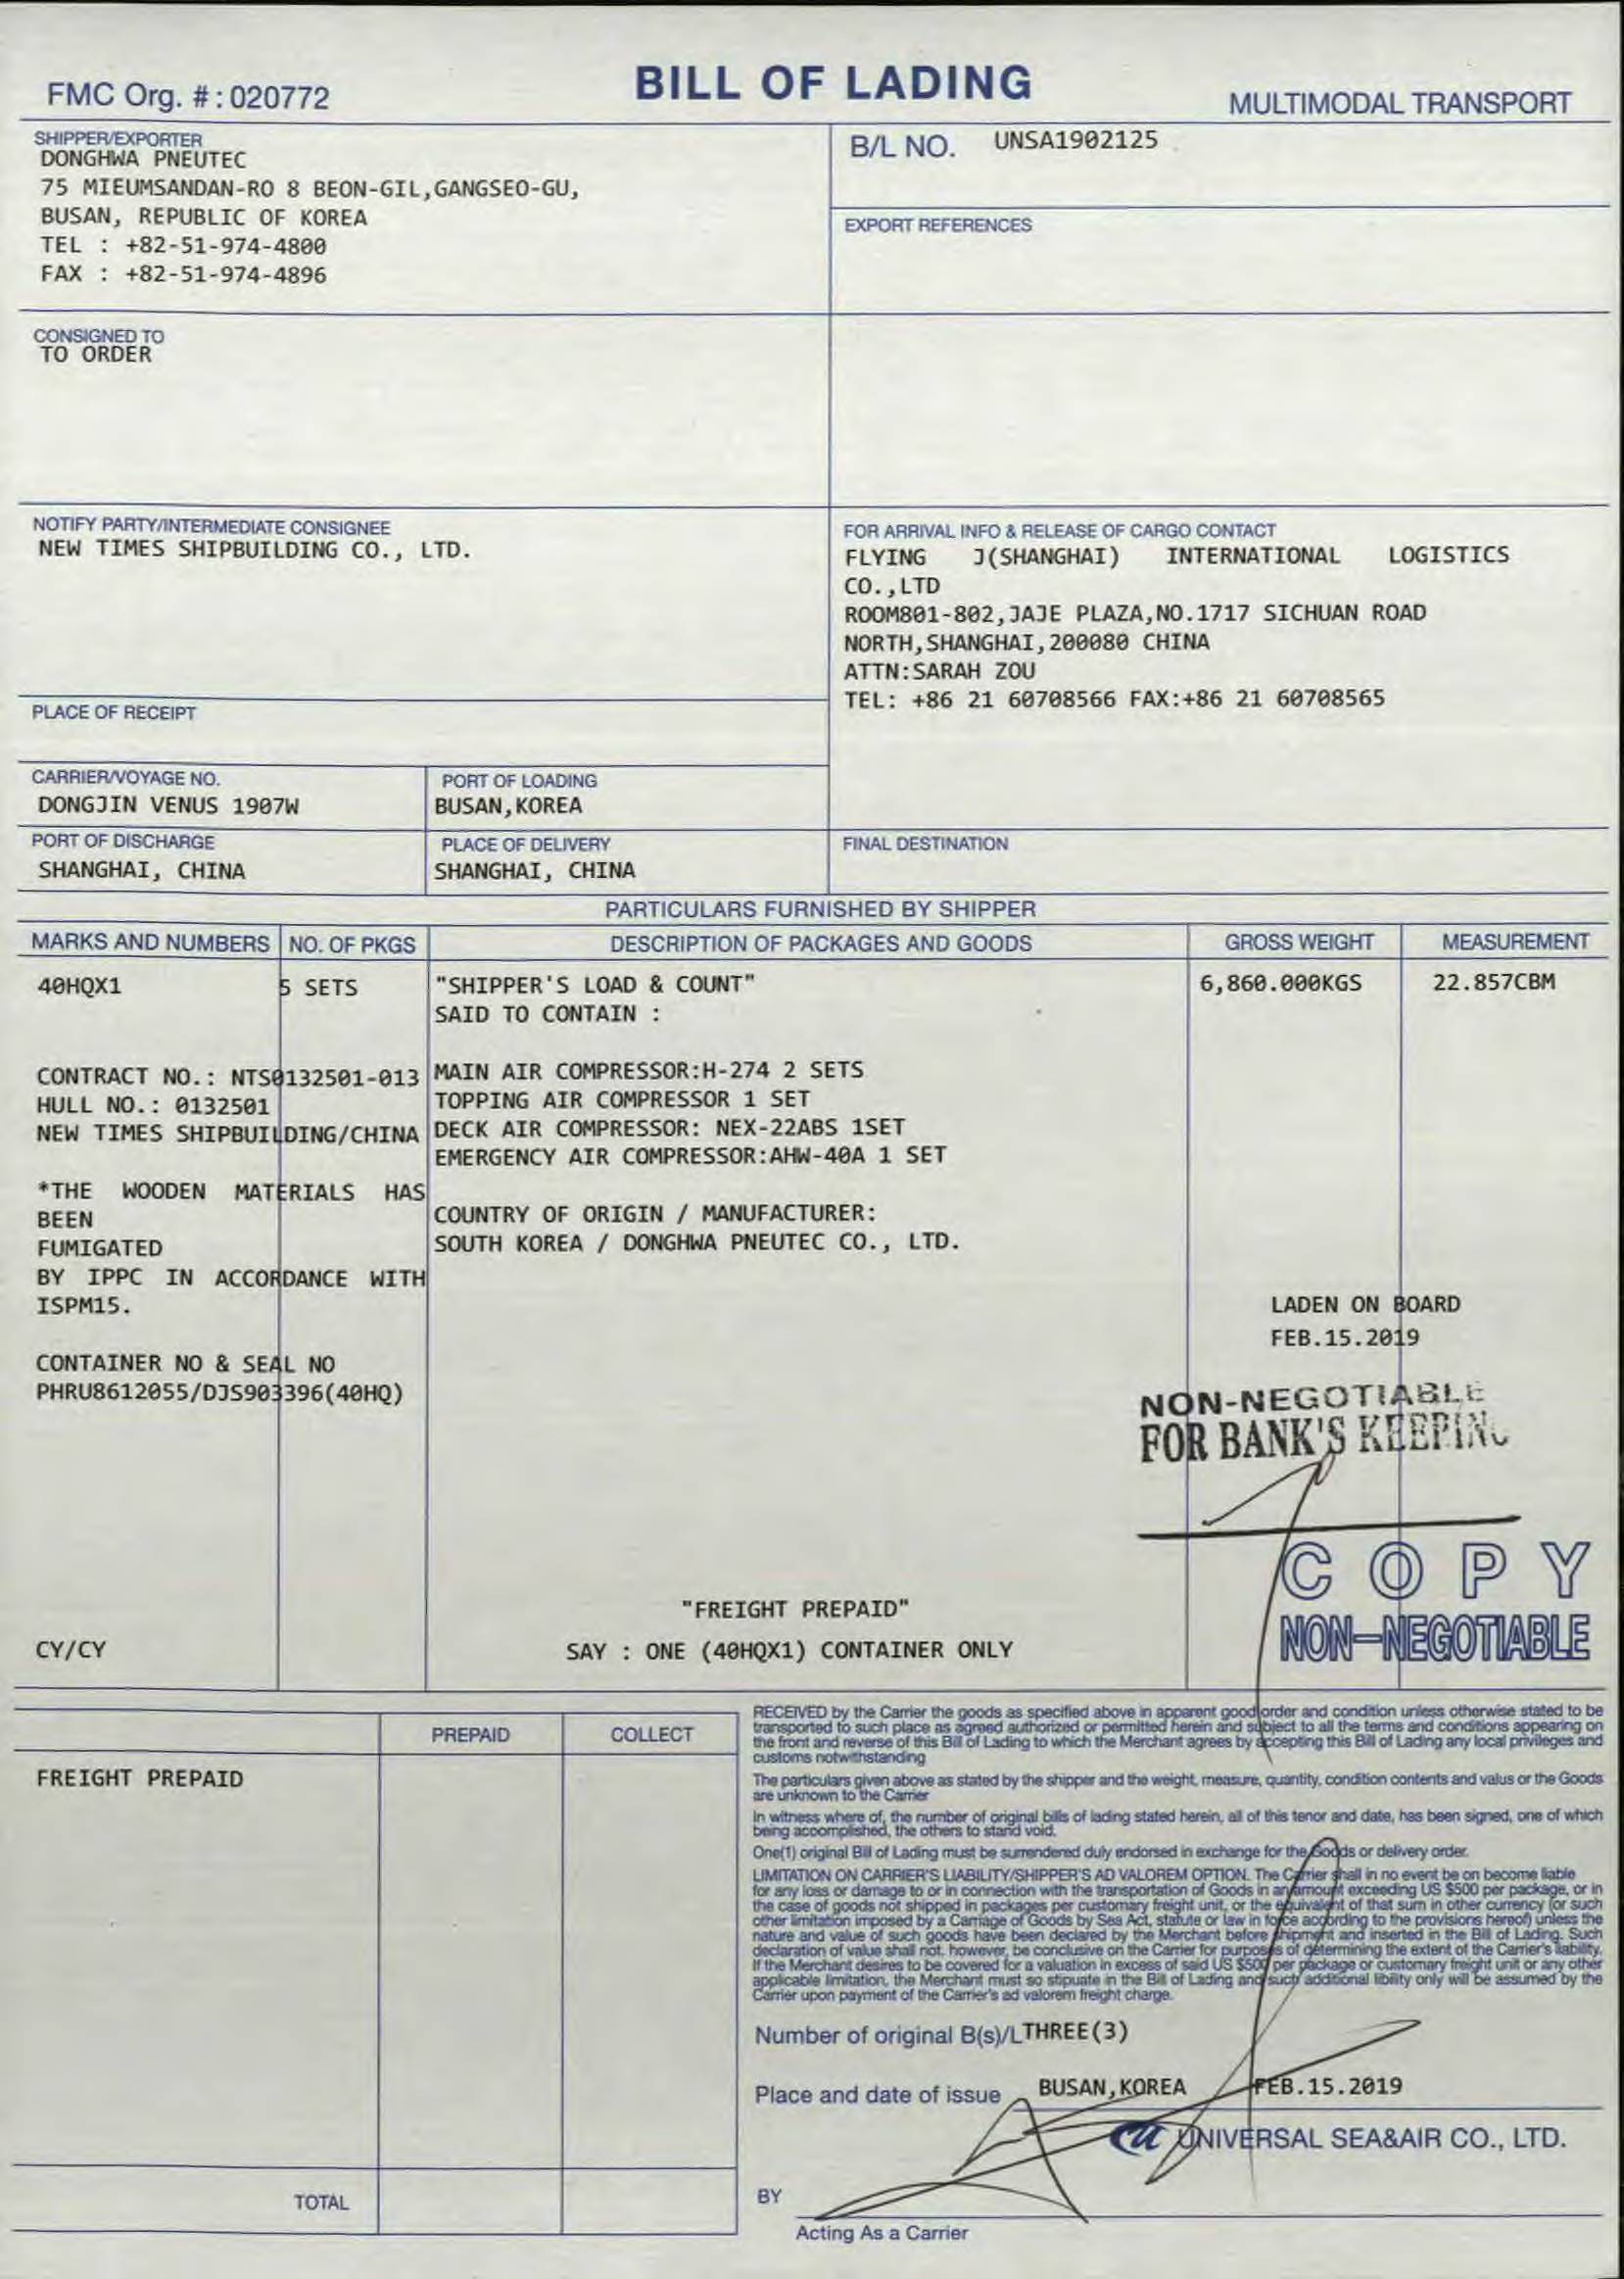 FMC Org. # : 020772
BILL OF LADING
MULTIMODAL TRANSPORT
SHIPPER/EXPORTER
DONGHWA PNEUTEC
75 MIEUMSANDAN-RO 8 BEON-GIL,GANGSEO-GU,
BUSAN, REPUBLIC OF KOREA
TEL : +82-51-974-4800
FAX : +82-51-974-4896
B/L NO. UNSA1902125
EXPORT REFERENCES
CONSIGNED TO
TO ORDER
NOTIFY PARTY/INTERMEDIATE CONSIGNEE
NEW TIMES SHIPBUILDING CO., LTD.
FOR ARRIVAL INFO & RELEASE OF CARGO CONTACT
FLYING J(SHANGHAI) INTERNATIONAL LOGISTICS
CO.,LTD
ROOM801-802,JAJE PLAZA,NO.1717 SICHUAN ROAD
NORTH,SHANGHAI,200080 CHINA
ATTN:SARAH ZOU
TEL: +86 21 60708566 FAX:+86 21 60708565
PLACE OF RECEIPT
CARRIER/VOYAGE NO.
DONGJIN VENUS 1907W
PORT OF LOADING
BUSAN,KOREA
PORT OF DISCHARGE
SHANGHAI, CHINA
PLACE OF DELIVERY
SHANGHAI, CHINA
FINAL DESTINATION
PARTICULARS FURNISHED BY SHIPPER
MARKS AND NUMBERS NO. OF PKGS DESCRIPTION OF PACKAGES AND GOODS GROSS WEIGHT MEASUREMENT
40HQX1 5 SETS "SHIPPER'S LOAD & COUNT" 6,860.000KGS 22.857CBM
SAID TO CONTAIN :
CONTRACT NO.: NTS0132501-013
HULL NO.: 0132501
NEW TIMES SHIPBUILDING/CHINA
*THE WOODEN MATERIALS HAS
BEEN
FUMIGATED
BY IPPC IN ACCORDANCE WITH
ISPM15.
CONTAINER NO & SEAL NO
PHRU8612055/DJS903396(40HQ)
MAIN AIR COMPRESSOR:H-274 2 SETS
TOPPING AIR COMPRESSOR 1 SET
DECK AIR COMPRESSOR: NEX-22ABS 1SET
EMERGENCY AIR COMPRESSOR:AHW-40A 1 SET
COUNTRY OF ORIGIN / MANUFACTURER:
SOUTH KOREA / DONGHWA PNEUTEC CO., LTD.
LADEN ON BOARD
FEB.15.2019
NON-NEGOTIABLE
FOR BANK'S KEEPING
COPY
NON-NEGOTIABLE
"FREIGHT PREPAID"
CY/CY
SAY : ONE (40HQX1) CONTAINER ONLY
PREPAID COLLECT
FREIGHT PREPAID
TOTAL
RECEIVED by the Carrier the goods as specified above in apparent good order and condition unless otherwise stated to be
transported to such place as agreed authorized or permitted herein and subject to all the terms and conditions appearing on
the front and reverse of this Bill of Lading to which the Merchant agrees by accepting this Bill of Lading any local privileges and
customs notwithstanding
The particulars given above as stated by the shipper and the weight, measure, quantity, condition contents and valus or the Goods
are unknown to the Carrier
In witness where of, the number of original bills of lading stated herein, all of this tenor and date, has been signed, one of which
being accomplished, the others to stand void.
One(1) original Bill of Lading must be surrendered duly endorsed in exchange for the Goods or delivery order.
LIMITATION ON CARRIER'S LIABILITY/SHIPPER'S AD VALOREM OPTION. The Carrier shall in no event be on become liable
for any loss or damage to or in connection with the transportation of Goods in an amount exceeding US $500 per package, or in
the case of goods not shipped in packages per customary freight unit, or the equivalent of that sum in other currency (or such
other limitation imposed by a Carriage of Goods by Sea Act, statute or law in force according to the provisions hereof) unless the
nature and value of such goods have been declared by the Merchant before shipment and inserted in the Bill of Lading. Such
declaration of value shall not, however, be conclusive on the Carrier for purposes of determining the extent of the Carrier's liability.
If the Merchant desires to be covered for a valuation in excess of said US $500 per package or customary freight unit or any other
applicable limitation, the Merchant must so stipuate in the Bill of Lading and such additional libility only will be assumed by the
Carrier upon payment of the Carrier's ad valorem freight charge.
Number of original B(s)/L THREE(3)
Place and date of issue BUSAN,KOREA FEB.15.2019
UNIVERSAL SEA&AIR CO., LTD.
BY
Acting As a Carrier